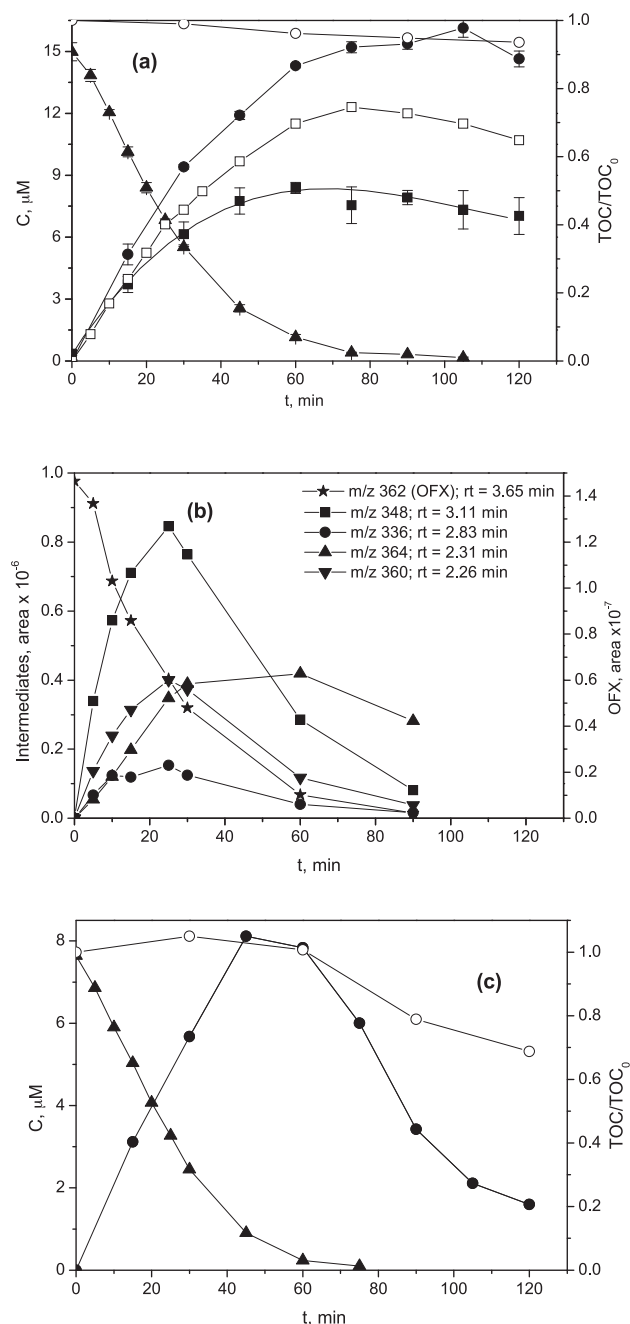 (a)
15
12
9
6
3
0
C, μM
1.0
0.8
0.6
0.4
0.2
0.0
TOC/TOC₀
0 20 40 60 80 100 120
t, min
(b)
m/z 362 (OFX); rt = 3.65 min
m/z 348; rt = 3.11 min
m/z 336; rt = 2.83 min
m/z 364; rt = 2.31 min
m/z 360; rt = 2.26 min
1.0
0.8
0.6
0.4
0.2
0.0
Intermediates, area x 10⁻⁶
1.4
1.2
1.0
0.8
0.6
0.4
0.2
0.0
OFX, area x10⁻⁷
0 20 40 60 80 100 120
t, min
(c)
8
6
4
2
0
C, μM
1.0
0.8
0.6
0.4
0.2
0.0
TOC/TOC₀
0 20 40 60 80 100 120
t, min